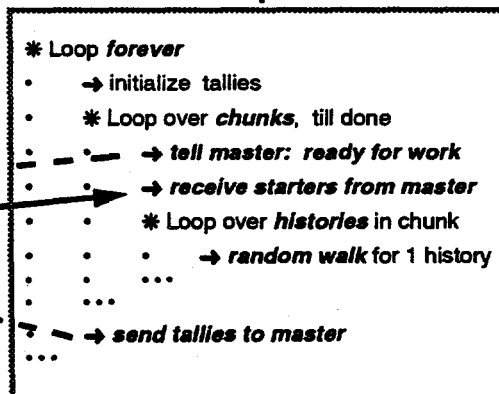 ✱ Loop forever
• → initialize tallies
• ✱ Loop over chunks, till done
• • → tell master: ready for work
• • → receive starters from master
• • ✱ Loop over histories in chunk
• • • → random walk for 1 history
• • •••
• •••
• → send tallies to master
•••